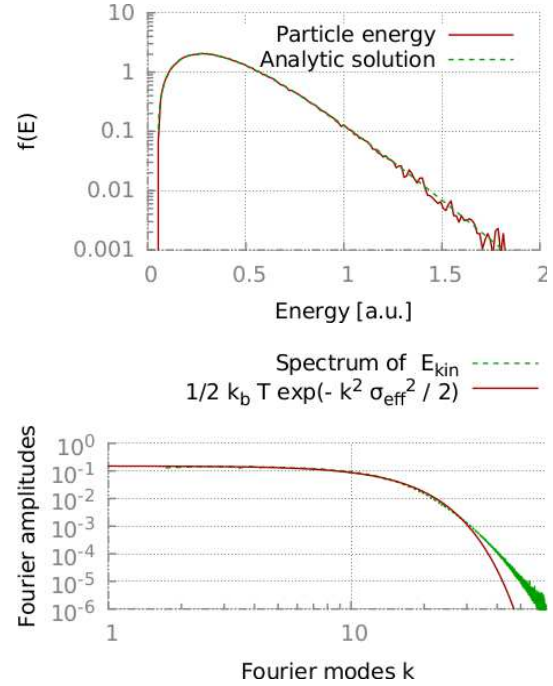 10
1
0.1
0.01
0.001
f(E)
Particle energy
Analytic solution
0 0.5 1 1.5 2
Energy [a.u.]
Spectrum of E_kin
1/2 k_b T exp(- k^2 σ_eff^2 / 2)
Fourier amplitudes
10^0
10^-1
10^-2
10^-3
10^-4
10^-5
10^-6
1 10
Fourier modes k